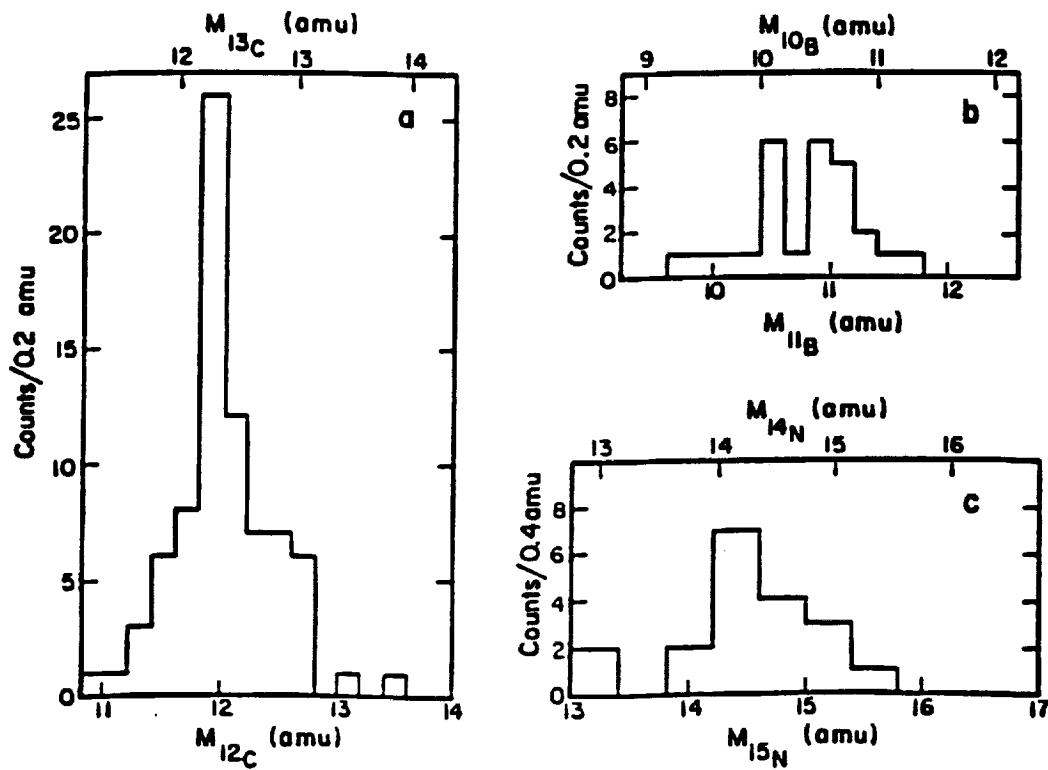 M₁₃C (amu)
12 13 14
a
25
20
15
10
5
0
Counts/0.2 amu
11 12 13 14
M₁₂C (amu)
M₁₀B (amu)
9 10 11 12
b
8
6
4
2
0
Counts/0.2 amu
10 11 12
M₁₁B (amu)
M₁₄N (amu)
13 14 15 16
c
8
6
4
2
0
Counts/0.4amu
13 14 15 16 17
M₁₅N (amu)